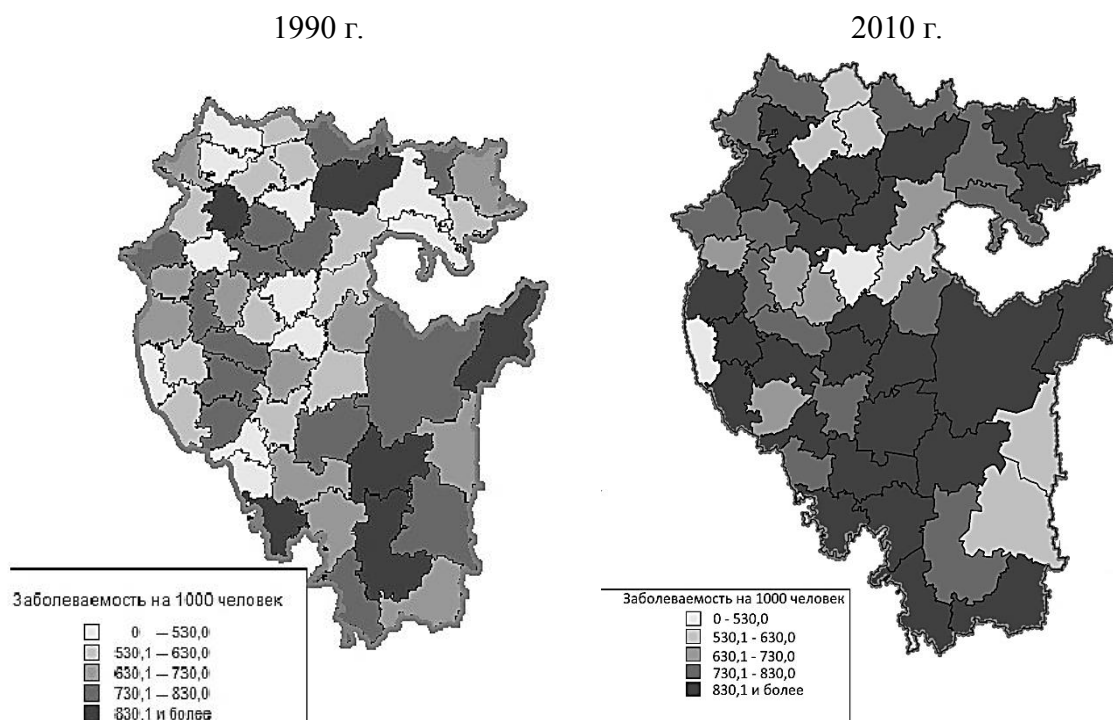 1990 г.
2010 г.
Заболеваемость на 1000 человек
0 — 530,0
530,1 — 630,0
630,1 — 730,0
730,1 — 830,0
830,1 и более
Заболеваемость на 1000 человек
0 - 530,0
530,1 - 630,0
630,1 - 730,0
730,1 - 830,0
830,1 и более